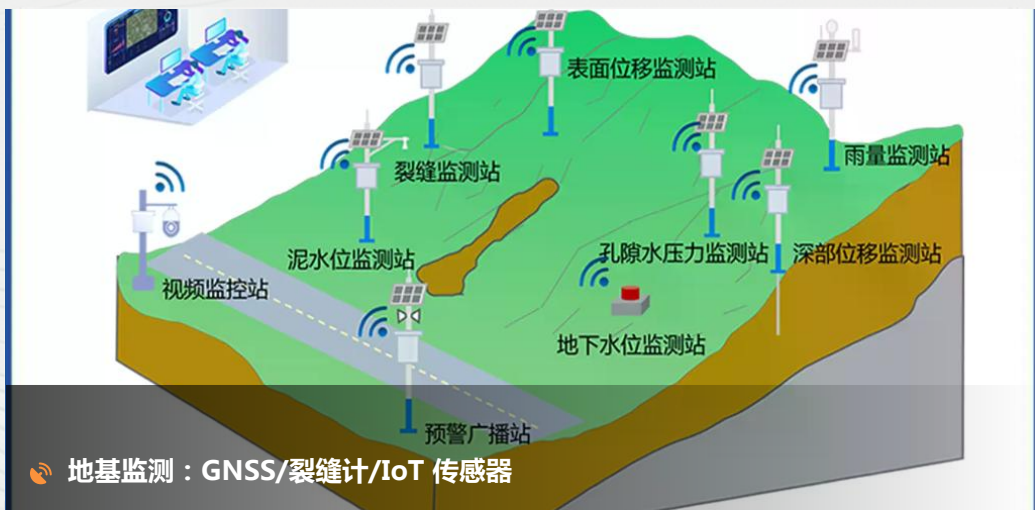 表面位移监测站
雨量监测站
裂缝监测站
泥水位监测站
孔隙水压力监测站
深部位移监测站
视频监控站
地下水位监测站
预警广播站
地基监测：GNSS/裂缝计/IoT 传感器